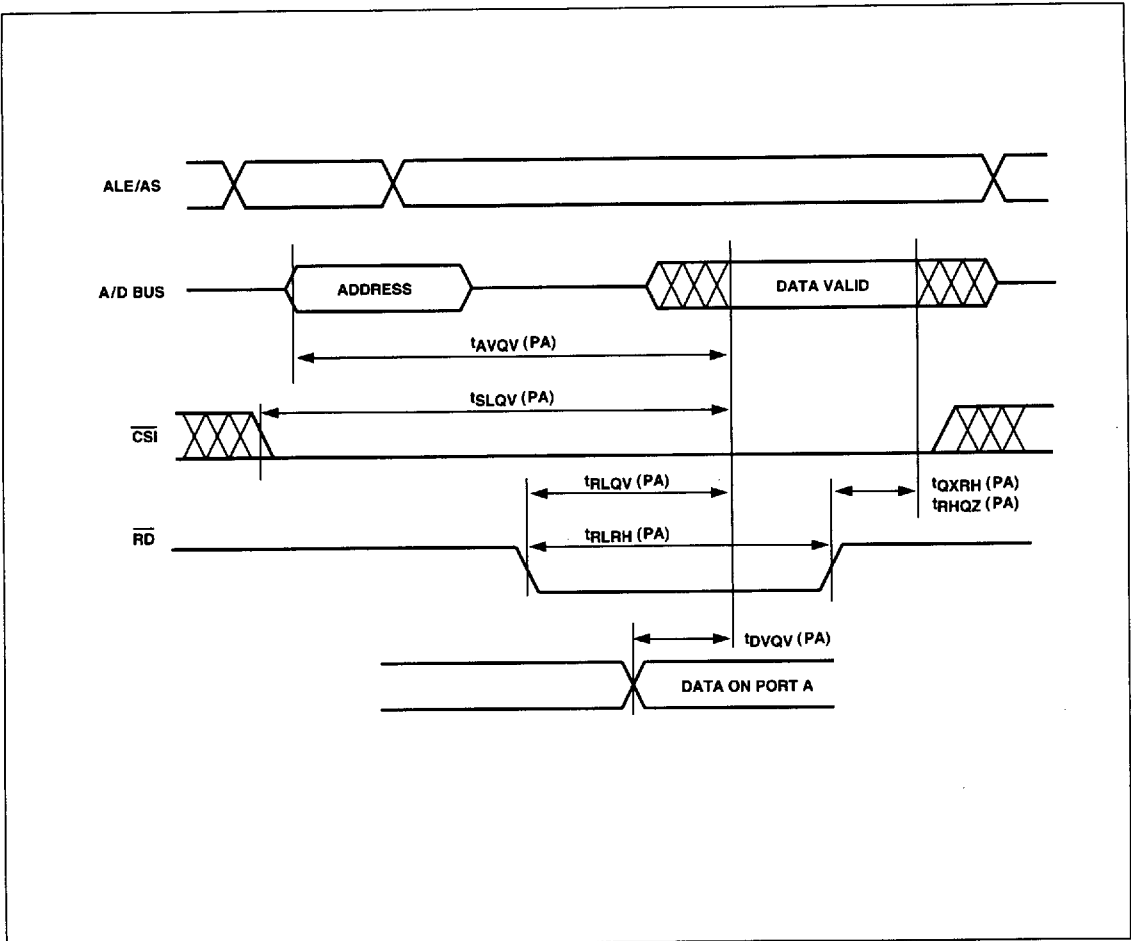 ALE/AS
A/D BUS
ADDRESS
DATA VALID
tAVQV (PA)
tSLQV (PA)
CSI
tRLQV (PA)
tQXRH (PA)
tRHQZ (PA)
RD
tRLRH (PA)
tDVQV (PA)
DATA ON PORT A